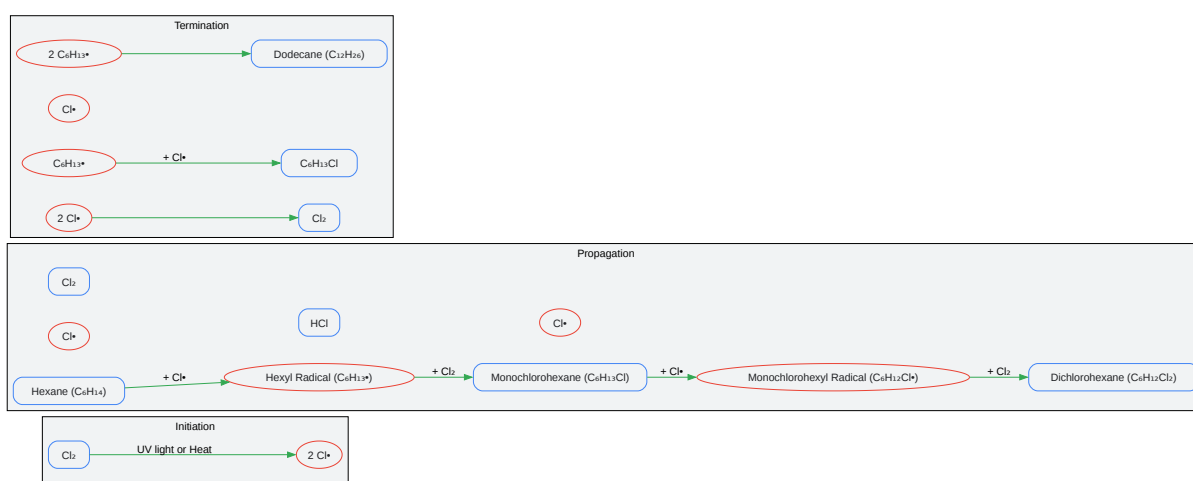 Termination
2 C₆H₁₃•
Dodecane (C₁₂H₂₆)
Cl•
C₆H₁₃•
+ Cl•
C₆H₁₃Cl
2 Cl•
Cl₂
Propagation
Cl₂
HCl
Cl•
Cl•
Hexane (C₆H₁₄)
+ Cl•
Hexyl Radical (C₆H₁₃•)
+ Cl₂
Monochlorohexane (C₆H₁₃Cl)
+ Cl•
Monochlorohexyl Radical (C₆H₁₂Cl•)
+ Cl₂
Dichlorohexane (C₆H₁₂Cl₂)
Initiation
Cl₂
UV light or Heat
2 Cl•